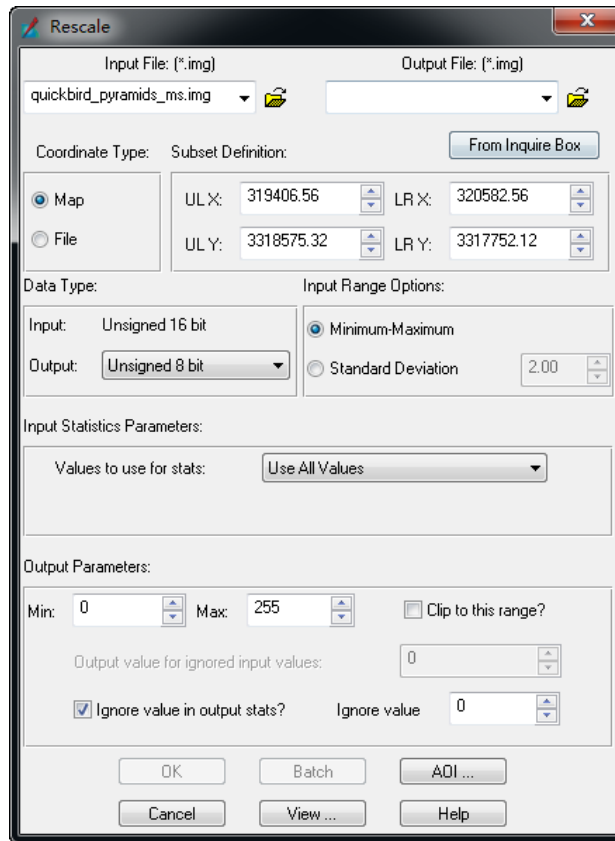 Rescale
Input File: (*.img) Output File: (*.img)
quickbird_pyramids_ms.img
Coordinate Type: Subset Definition: From Inquire Box
Map UL X: 319406.56 LR X: 320582.56
File UL Y: 3318575.32 LR Y: 3317752.12
Data Type: Input Range Options:
Input: Unsigned 16 bit Minimum-Maximum
Output: Unsigned 8 bit Standard Deviation 2.00
Input Statistics Parameters:
Values to use for stats: Use All Values
Output Parameters:
Min: 0 Max: 255 Clip to this range?
Output value for ignored input values: 0
Ignore value in output stats? Ignore value 0
OK Batch AOI ...
Cancel View ... Help